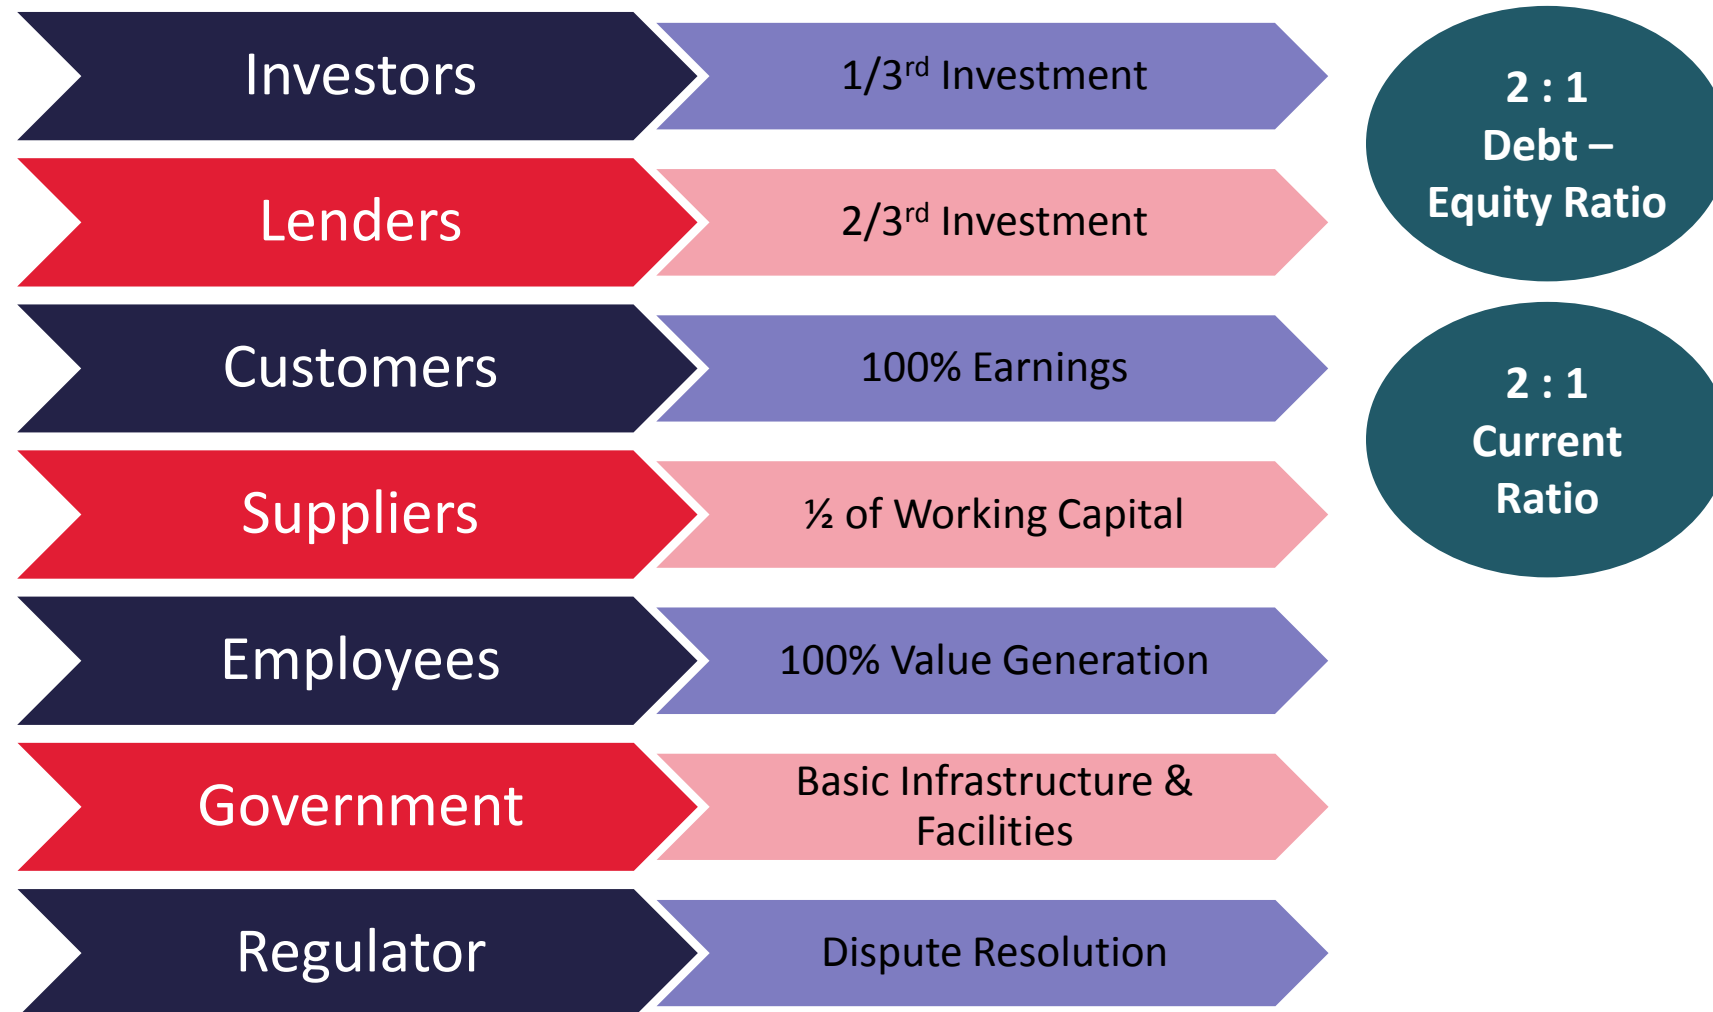 Investors
1/3rd Investment
2 : 1
Debt –
Equity Ratio
Lenders
2/3rd Investment
Customers
100% Earnings
2 : 1
Current
Ratio
Suppliers
½ of Working Capital
Employees
100% Value Generation
Government
Basic Infrastructure &
Facilities
Regulator
Dispute Resolution